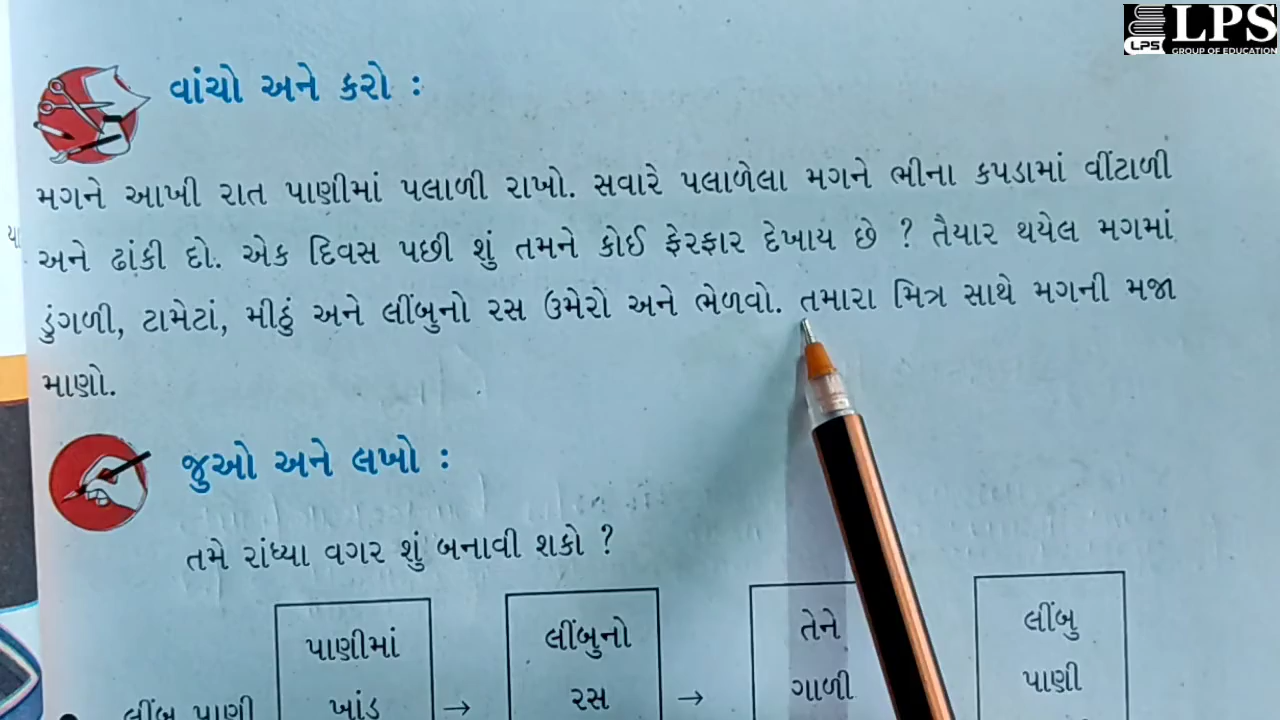 LPS
LPS
GROUP OF EDUCATION
વાંચો અને કરો :
મગને આખી રાત પાણીમાં પલાળી રાખો. સવારે પલાળેલા મગને ભીના કપડામાં વીંટાળી
અને ઢાંકી દો. એક દિવસ પછી શું તમને કોઈ ફેરફાર દેખાય છે ? તૈયાર થયેલ મગમાં
ડુંગળી, ટામેટાં, મીઠું અને લીંબુનો રસ ઉમેરો અને ભેળવો. તમારા મિત્ર સાથે મગની મજા
માણો.
જુઓ અને લખો :
તમે રાંધ્યા વગર શું બનાવી શકો ?
પાણીમાં લીંબુનો તેને લીંબુ
ખાંડ → રસ → ગાળી પાણી
લીંબુ પાણી